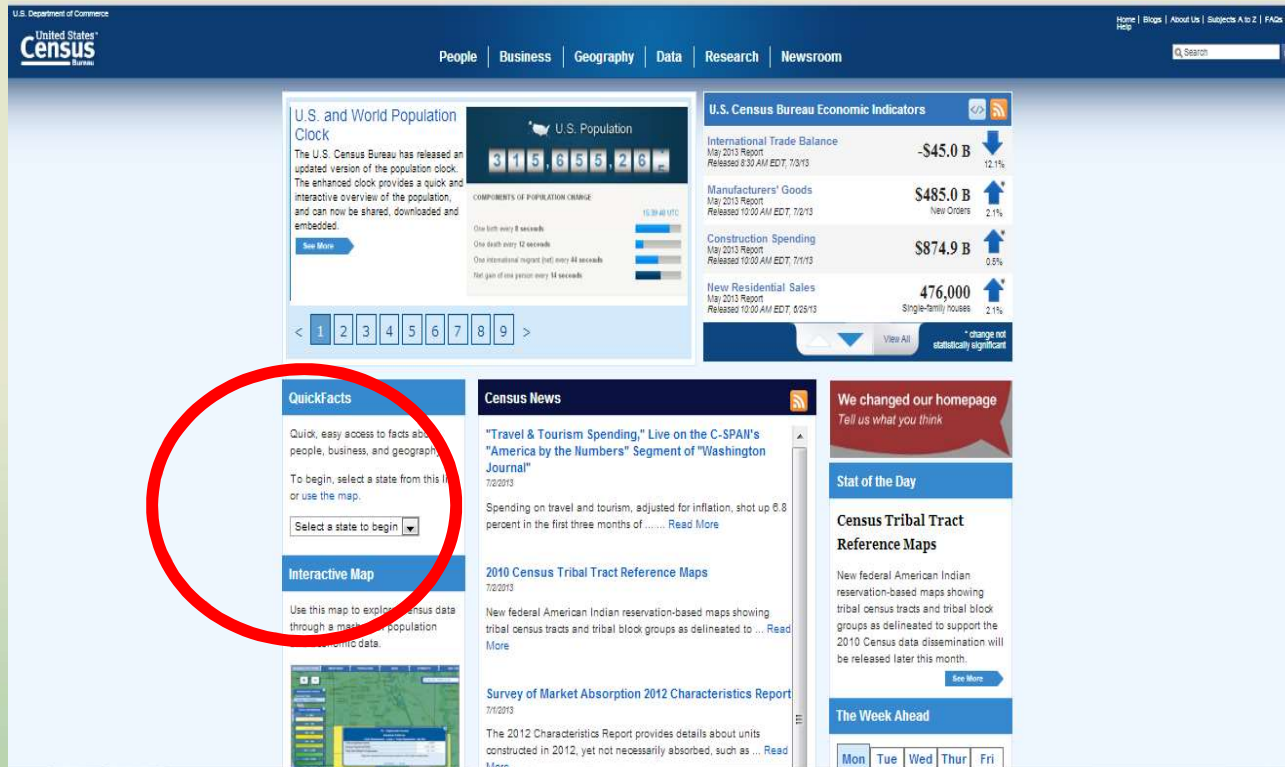 U.S. Department of Commerce
United States™
Census
Bureau
Home | Blogs | About Us | Subjects A to Z | FAQs
Help
Search
People | Business | Geography | Data | Research | Newsroom
U.S. and World Population
Clock
The U.S. Census Bureau has released an
updated version of the population clock.
The enhanced clock provides a quick and
interactive overview of the population,
and can now be shared, downloaded and
embedded.
See More
U.S. Population
315,655,26
COMPONENTS OF POPULATION CHANGE
UTC
One birth every 8 seconds
One death every 12 seconds
One international migrant (net) every 44 seconds
Net gain of one person every 14 seconds
< 1 2 3 4 5 6 7 8 9 >
U.S. Census Bureau Economic Indicators
International Trade Balance
May 2013 Report
Released 8:30 AM EDT, 7/3/13
-$45.0 B
12.1%
Manufacturers' Goods
May 2013 Report
Released 10:00 AM EDT, 7/2/13
$485.0 B
New Orders
*
2.1%
Construction Spending
May 2013 Report
Released 10:00 AM EDT, 7/1/13
$874.9 B
*
0.5%
New Residential Sales
May 2013 Report
Released 10:00 AM EDT, 6/25/13
476,000
Single-family houses
*
2.1%
View All
* change not
statistically significant
QuickFacts
Quick, easy access to facts about
people, business, and geography
To begin, select a state from this
or use the map.
Select a state to begin
Interactive Map
Use this map to explore census data
through a population
economic data.
Census News
"Travel & Tourism Spending," Live on the C-SPAN's
"America by the Numbers" Segment of "Washington
Journal"
7/2/2013
Spending on travel and tourism, adjusted for inflation, shot up 6.8
percent in the first three months of ...... Read More
2010 Census Tribal Tract Reference Maps
7/2/2013
New federal American Indian reservation-based maps showing
tribal census tracts and tribal block groups as delineated to ... Read
More
Survey of Market Absorption 2012 Characteristics Report
7/1/2013
The 2012 Characteristics Report provides details about units
constructed in 2012, yet not necessarily absorbed, such as ... Read
More
We changed our homepage
Tell us what you think
Stat of the Day
Census Tribal Tract
Reference Maps
New federal American Indian
reservation-based maps showing
tribal census tracts and tribal block
groups as delineated to support the
2010 Census data dissemination will
be released later this month.
See More
The Week Ahead
Mon Tue Wed Thur Fri